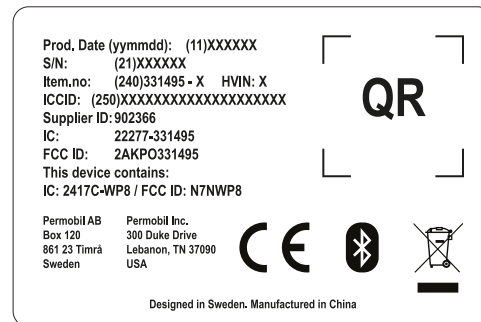 Prod. Date (yymmdd): (11)XXXXXX
S/N: (21)XXXXXX
Item.no: (240)331495 - X HVIN: X
ICCID: (250)XXXXXXXXXXXXXXXXXXXX
Supplier ID: 902366
IC: 22277-331495
FCC ID: 2AKPO331495
This device contains:
IC: 2417C-WP8 / FCC ID: N7NWP8
QR
Permobil AB
Box 120
861 23 Timrå
Sweden
Permobil Inc.
300 Duke Drive
Lebanon, TN 37090
USA
CE
Designed in Sweden. Manufactured in China